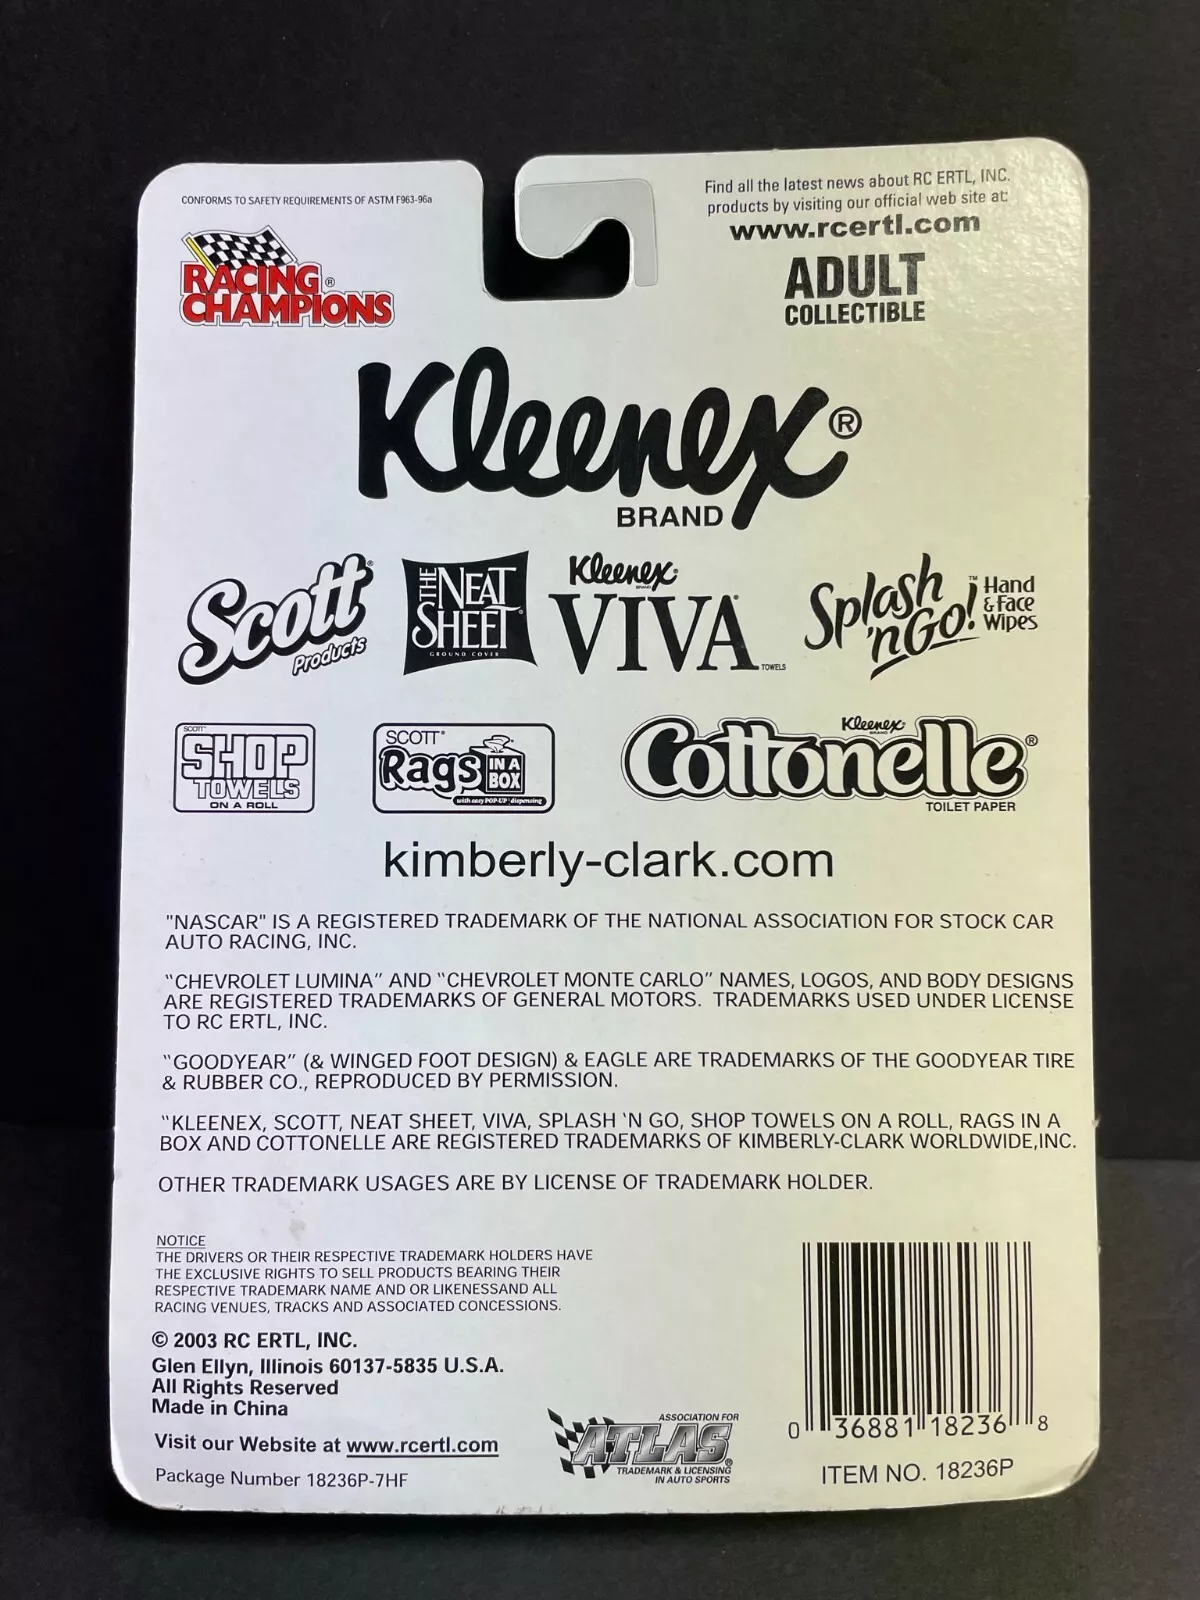 CONFORMS TO SAFETY REQUIREMENTS OF ASTM F963-96a
RACING ®
CHAMPIONS
Find all the latest news about RC ERTL, INC.
products by visiting our official web site at:
www.rcertl.com
ADULT
COLLECTIBLE
Kleenex®
BRAND
Scott®
Products
THE NEAT
SHEET®
GROUND COVER
Kleenex®
BRAND
VIVA®
TOWELS
Splash
'n Go!™
Hand
& Face
Wipes
SCOTT™
SHOP
TOWELS
ON A ROLL
SCOTT®
Rags
IN A
BOX
with easy POP-UP* dispensing
Kleenex®
BRAND
Cottonelle®
TOILET PAPER
kimberly-clark.com
"NASCAR" IS A REGISTERED TRADEMARK OF THE NATIONAL ASSOCIATION FOR STOCK CAR
AUTO RACING, INC.
"CHEVROLET LUMINA" AND "CHEVROLET MONTE CARLO" NAMES, LOGOS, AND BODY DESIGNS
ARE REGISTERED TRADEMARKS OF GENERAL MOTORS. TRADEMARKS USED UNDER LICENSE
TO RC ERTL, INC.
"GOODYEAR" (& WINGED FOOT DESIGN) & EAGLE ARE TRADEMARKS OF THE GOODYEAR TIRE
& RUBBER CO., REPRODUCED BY PERMISSION.
"KLEENEX, SCOTT, NEAT SHEET, VIVA, SPLASH 'N GO, SHOP TOWELS ON A ROLL, RAGS IN A
BOX AND COTTONELLE ARE REGISTERED TRADEMARKS OF KIMBERLY-CLARK WORLDWIDE,INC.
OTHER TRADEMARK USAGES ARE BY LICENSE OF TRADEMARK HOLDER.
NOTICE
THE DRIVERS OR THEIR RESPECTIVE TRADEMARK HOLDERS HAVE
THE EXCLUSIVE RIGHTS TO SELL PRODUCTS BEARING THEIR
RESPECTIVE TRADEMARK NAME AND OR LIKENESSAND ALL
RACING VENUES, TRACKS AND ASSOCIATED CONCESSIONS.
© 2003 RC ERTL, INC.
Glen Ellyn, Illinois 60137-5835 U.S.A.
All Rights Reserved
Made in China
Visit our Website at www.rcertl.com
Package Number 18236P-7HF
ASSOCIATION FOR
ATLAS®
TRADEMARK & LICENSING
IN AUTO SPORTS
0 36881 18236 8
ITEM NO. 18236P